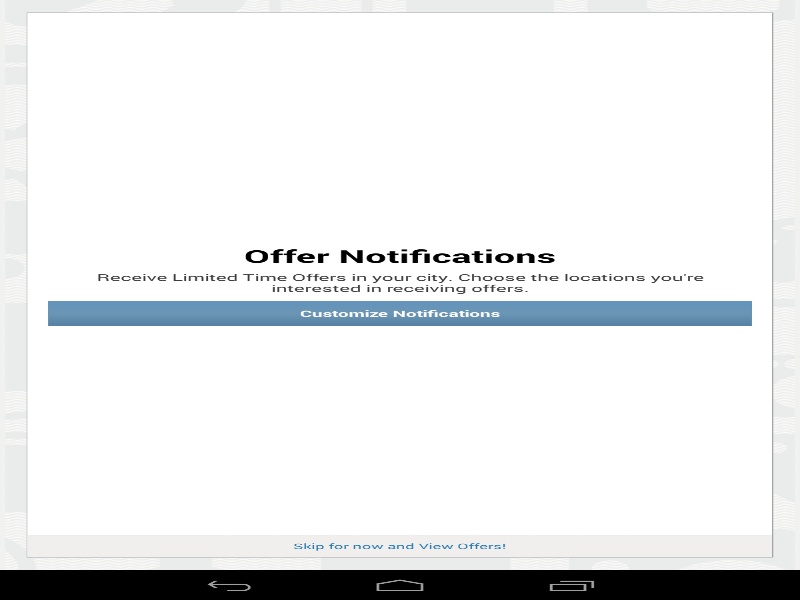 Offer Notifications
Receive Limited Time Offers in your city. Choose the locations you're
interested in receiving offers.
Customize Notifications
Skip for now and View Offers!